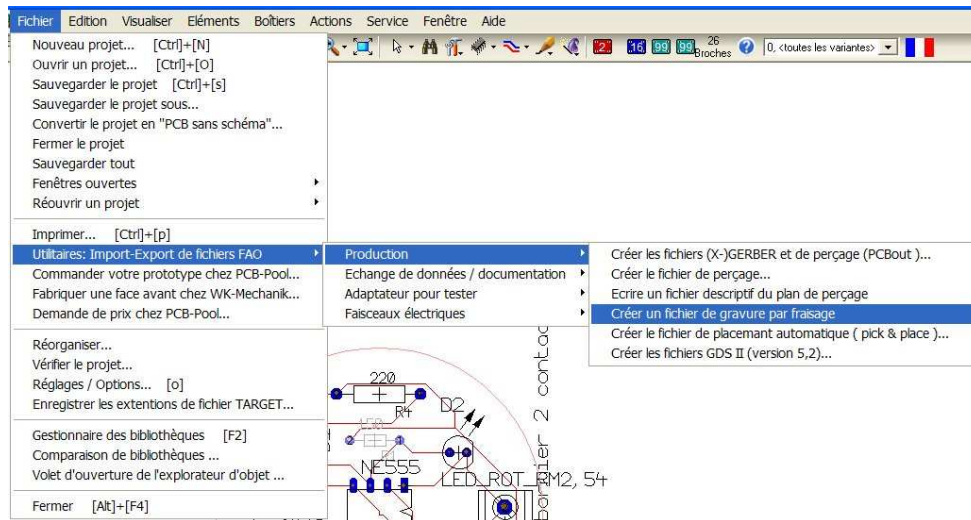 Fichier Edition Visualiser Eléments Boîtiers Actions Service Fenêtre Aide
2 16 99 99 26 Broches ? 0, <toutes les variantes>
Nouveau projet... [Ctrl]+[N]
Ouvrir un projet... [Ctrl]+[O]
Sauvegarder le projet [Ctrl]+[s]
Sauvegarder le projet sous...
Convertir le projet en "PCB sans schéma"...
Fermer le projet
Sauvegarder tout
Fenêtres ouvertes
Réouvrir un projet
Imprimer... [Ctrl]+[p]
Utilitaires: Import-Export de fichiers FAO
Commander votre prototype chez PCB-Pool...
Fabriquer une face avant chez WK-Mechanik...
Demande de prix chez PCB-Pool...
Réorganiser...
Vérifier le projet...
Réglages / Options... [o]
Enregistrer les extentions de fichier TARGET...
Gestionnaire des bibliothèques [F2]
Comparaison de bibliothèques ...
Volet d'ouverture de l'explorateur d'objet ...
Fermer [Alt]+[F4]
Production
Echange de données / documentation
Adaptateur pour tester
Faisceaux électriques
Créer les fichiers (X-)GERBER et de perçage (PCBout )...
Créer le fichier de perçage...
Ecrire un fichier descriptif du plan de perçage
Créer un fichier de gravure par fraisage
Créer le fichier de placemant automatique ( pick & place )...
Créer les fichiers GDS II (version 5,2)...
220
R4
D2
150
NE555
LED_ROT_RM2,54
bornier 2 contac